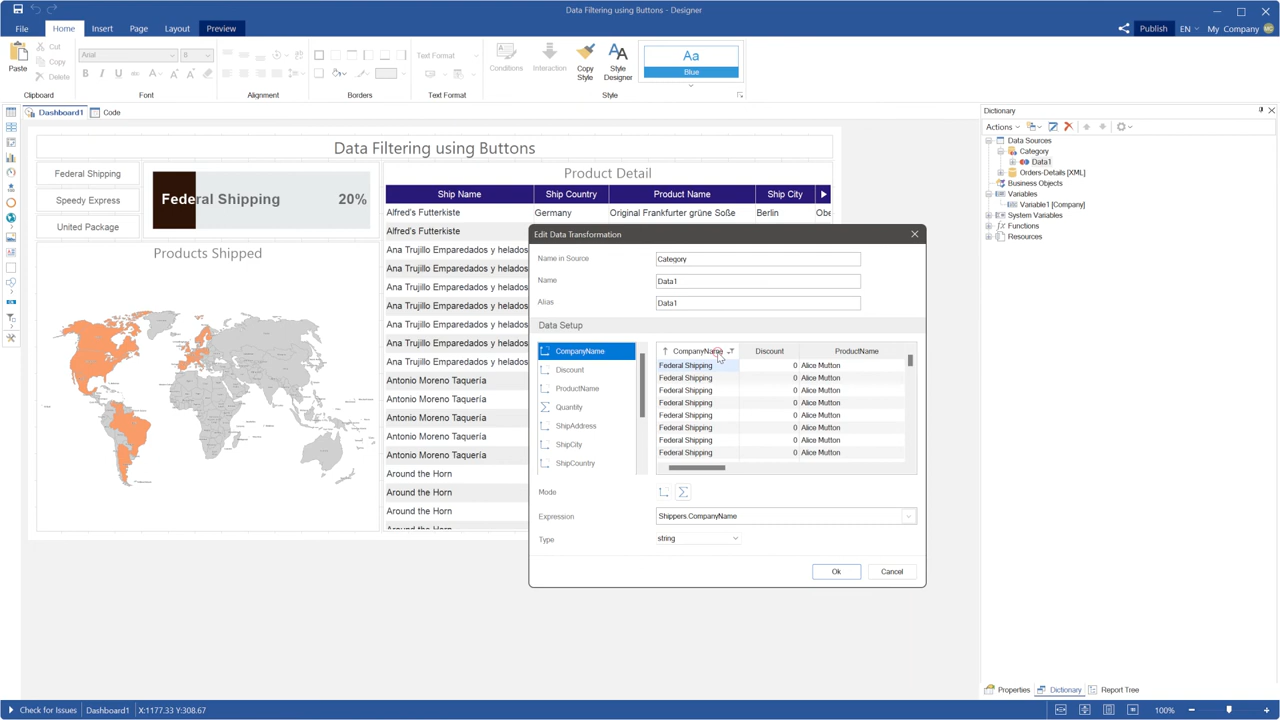 Data Filtering using Buttons - Designer
File Home Insert Page Layout Preview
Publish EN My Company
Paste
Cut
Copy
Delete
Clipboard
Arial 8
B I U
Font
Alignment
Borders
Text Format
Text Format
Conditions
Interaction
Copy Style
Style Designer
Aa
Blue
Style
Dashboard1 Code
Data Filtering using Buttons
Federal Shipping
Speedy Express
United Package
Federal Shipping 20%
Products Shipped
Product Detail
Ship Name Ship Country Product Name Ship City
Alfred's Futterkiste Germany Original Frankfurter grüne Soße Berlin Obe
Alfred's Futterkiste
Ana Trujillo Emparedados y helados
Ana Trujillo Emparedados y helados
Ana Trujillo Emparedados y helados
Ana Trujillo Emparedados y helados
Ana Trujillo Emparedados y helados
Ana Trujillo Emparedados y helados
Ana Trujillo Emparedados y helados
Antonio Moreno Taquería
Antonio Moreno Taquería
Antonio Moreno Taquería
Antonio Moreno Taquería
Antonio Moreno Taquería
Around the Horn
Around the Horn
Around the Horn
Around the Horn
Edit Data Transformation
Name in Source Category
Name Data1
Alias Data1
Data Setup
CompanyName
Discount
ProductName
Quantity
ShipAddress
ShipCity
ShipCountry
CompanyName Discount ProductName
Federal Shipping 0 Alice Mutton
Federal Shipping 0 Alice Mutton
Federal Shipping 0 Alice Mutton
Federal Shipping 0 Alice Mutton
Federal Shipping 0 Alice Mutton
Federal Shipping 0 Alice Mutton
Federal Shipping 0 Alice Mutton
Federal Shipping 0 Alice Mutton
Mode
Expression Shippers.CompanyName
Type string
Ok Cancel
Dictionary
Actions
Data Sources
Category
Data1
Orders-Details [XML]
Business Objects
Variables
Variable1 [Company]
System Variables
Functions
Resources
Properties Dictionary Report Tree
Check for Issues Dashboard1 X:1177.33 Y:308.67
100%